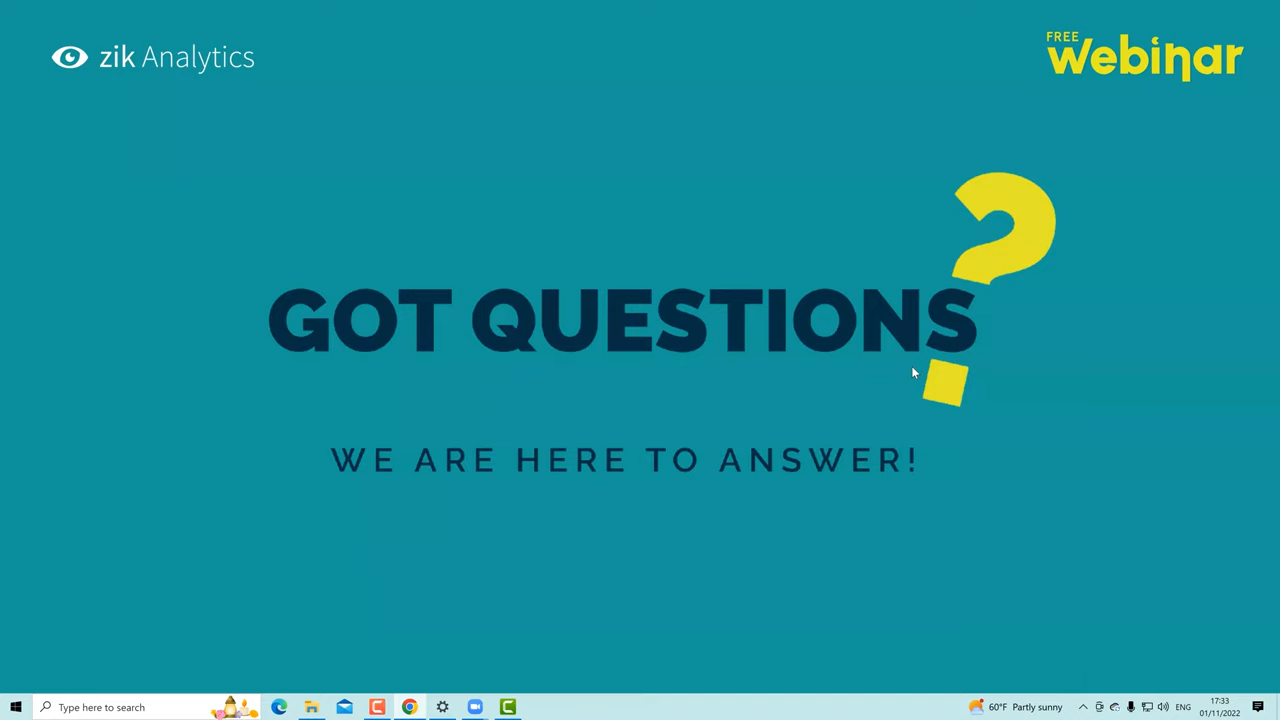 zik Analytics
FREE
Webinar
GOT QUESTIONS?
WE ARE HERE TO ANSWER!
Type here to search
60°F Partly sunny
ENG
17:33
01/11/2022